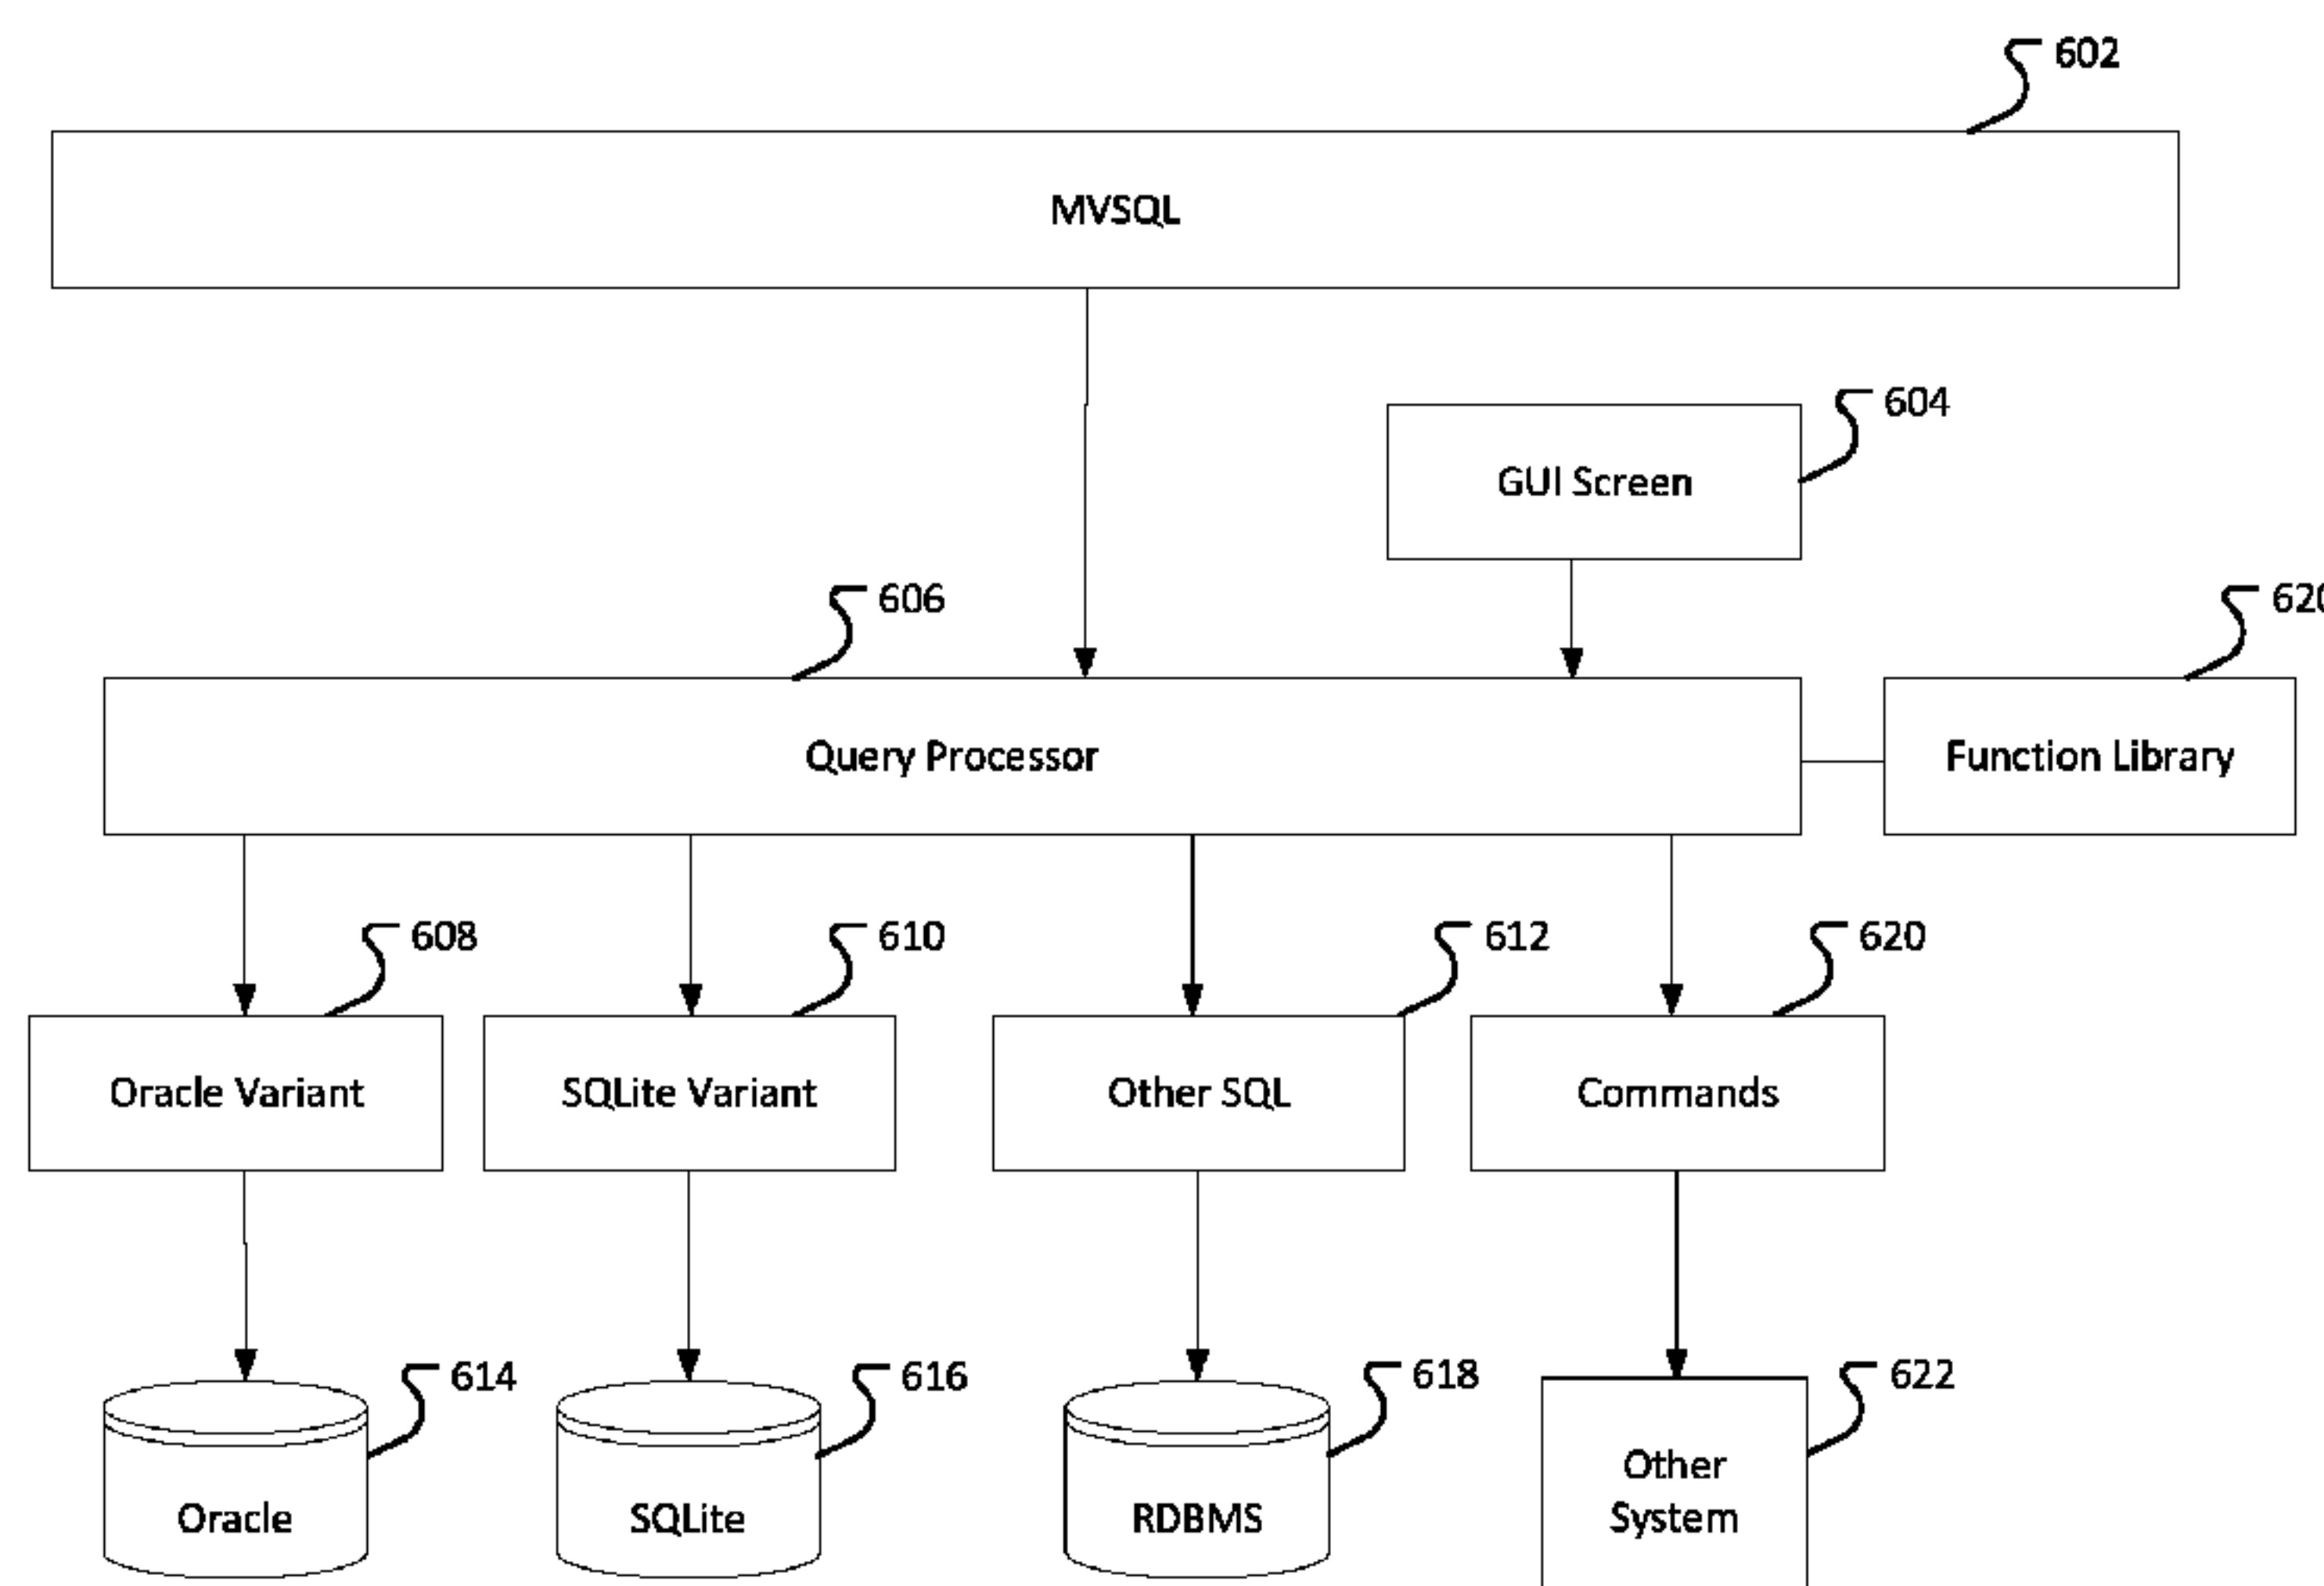 602
MVSQL
604
GUI Screen
606
Query Processor
Function Library
608
610
612
620
Oracle Variant
SQLite Variant
Other SQL
Commands
614
616
618
622
Oracle
SQLite
RDBMS
Other
System